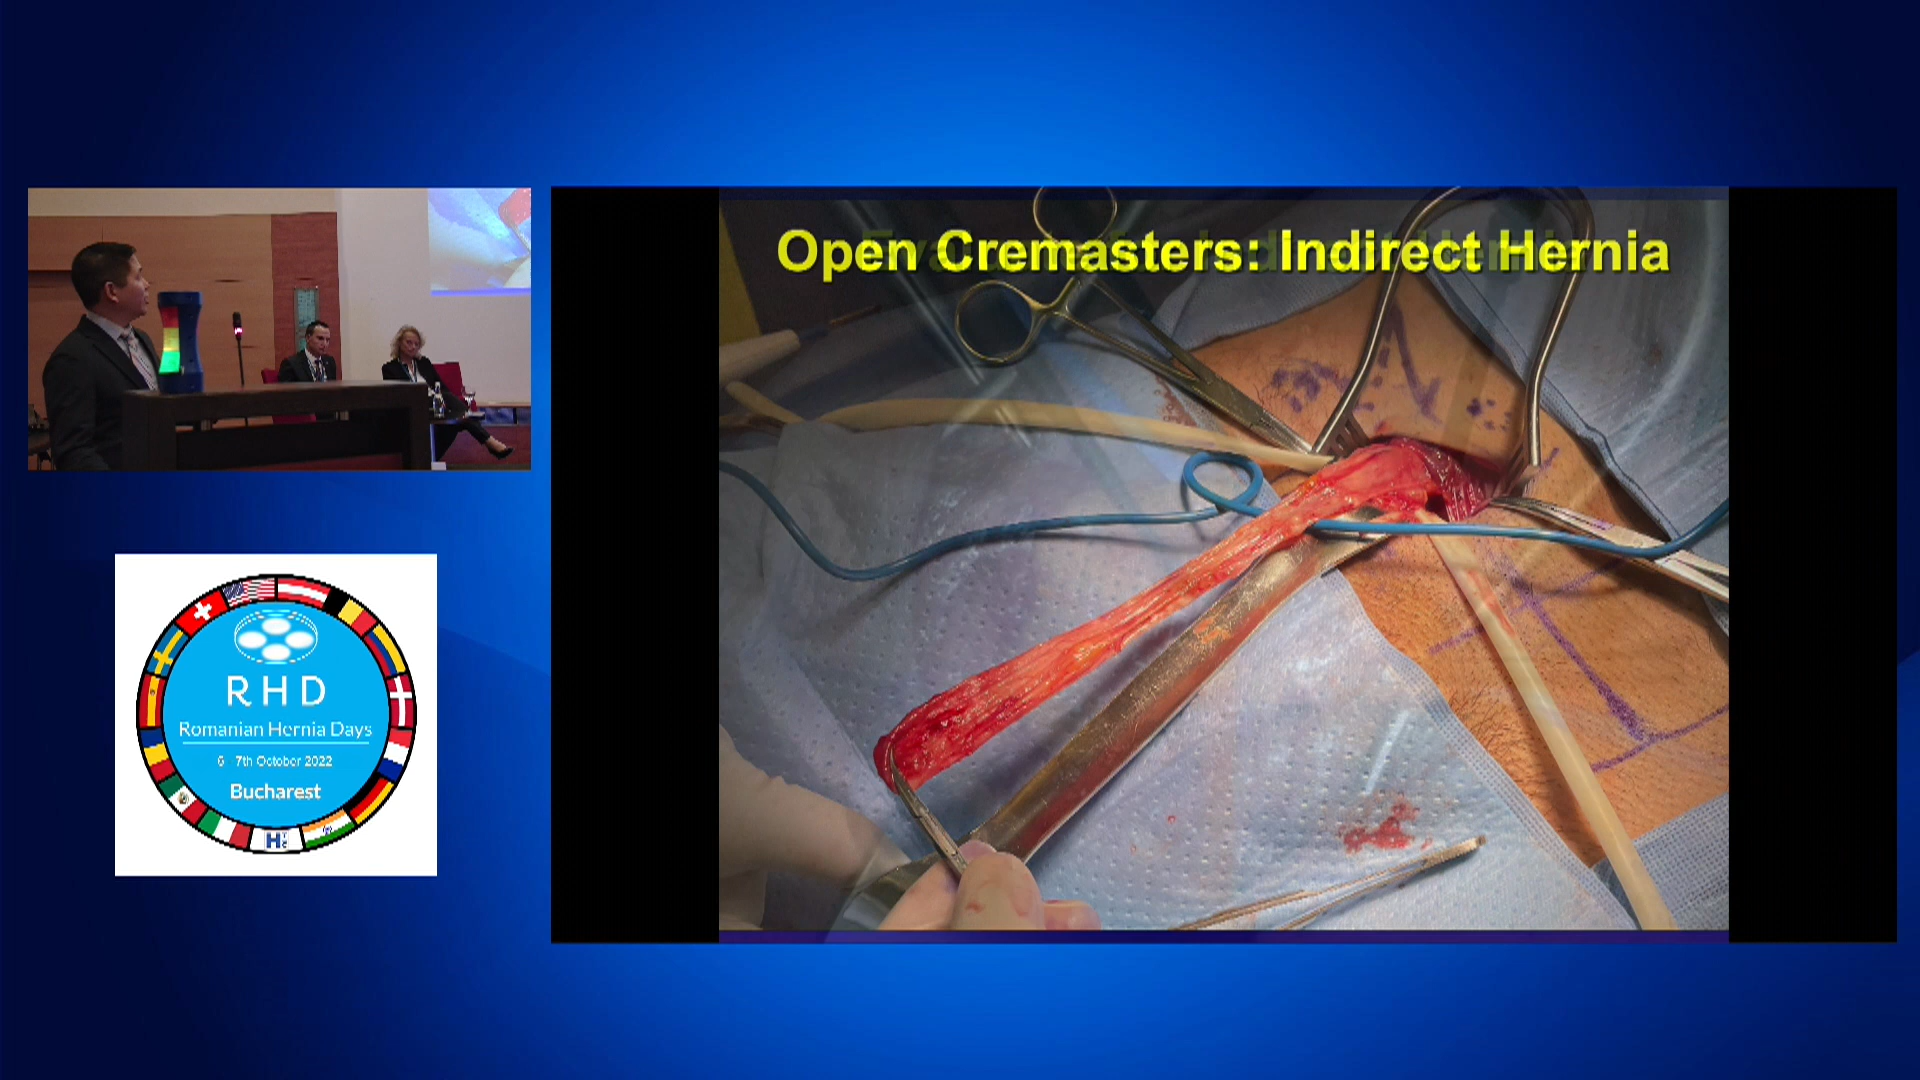 Open Cremasters: Indirect Hernia
RHD
Romanian Hernia Days
6 - 7th October 2022
Bucharest